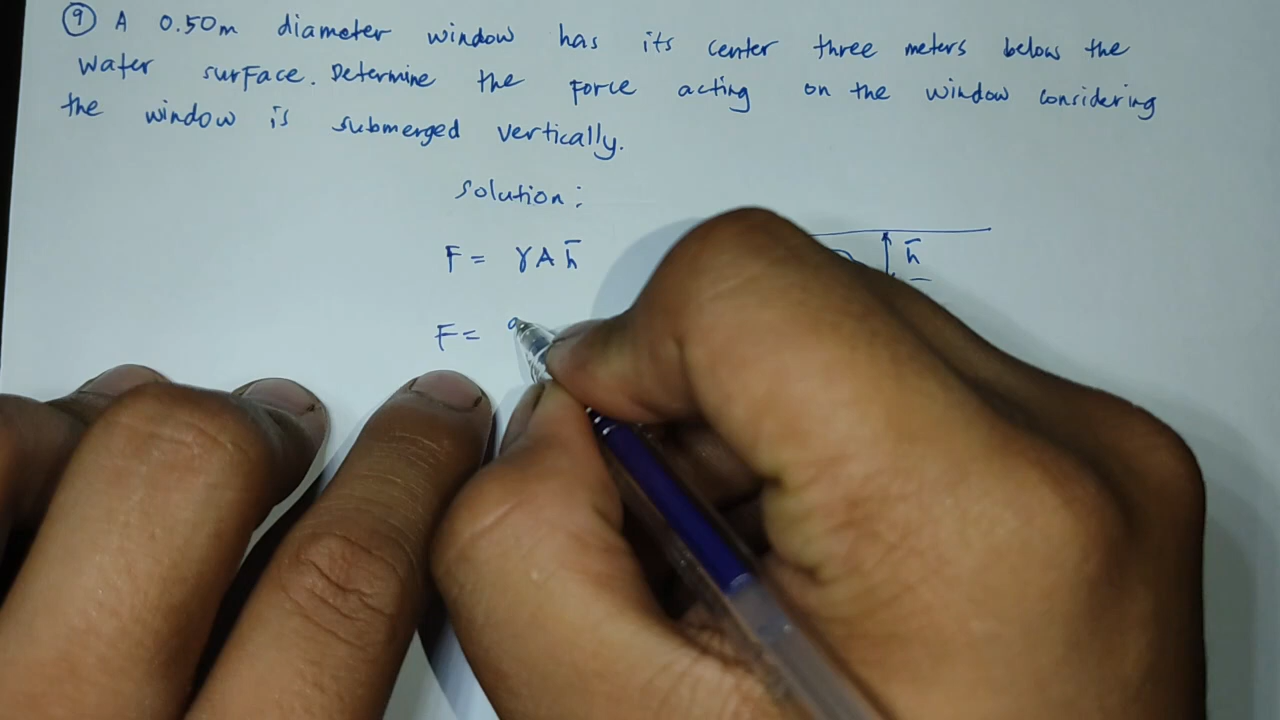 ⑨ A 0.50m diameter window has its center three meters below the
water surface. Determine the force acting on the window considering
the window is submerged vertically.
Solution:
F = γAh̄
h̄
F =